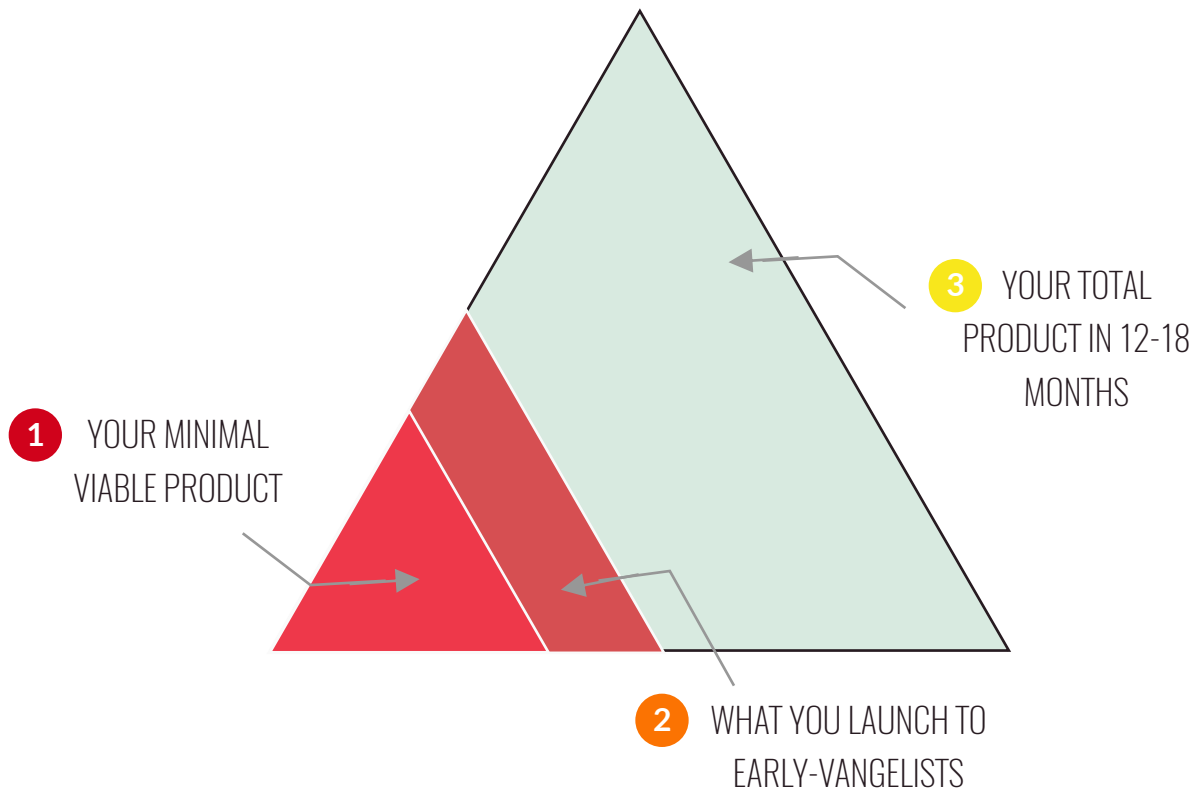 3 YOUR TOTAL
PRODUCT IN 12-18
MONTHS
1 YOUR MINIMAL
VIABLE PRODUCT
2 WHAT YOU LAUNCH TO
EARLY-VANGELISTS